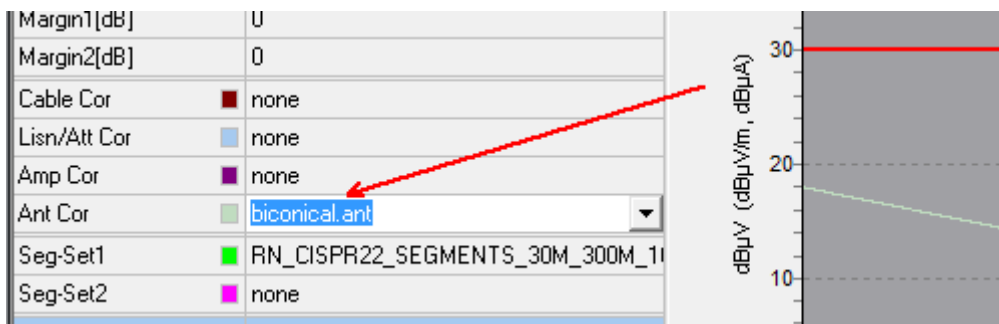 Margin1[dB] 0
Margin2[dB] 0
Cable Cor none
Lisn/Att Cor none
Amp Cor none
Ant Cor biconical.ant
Seg-Set1 RN_CISPR22_SEGMENTS_30M_300M_1
Seg-Set2 none
dBµV (dBµV/m, dBµA)
30
20
10